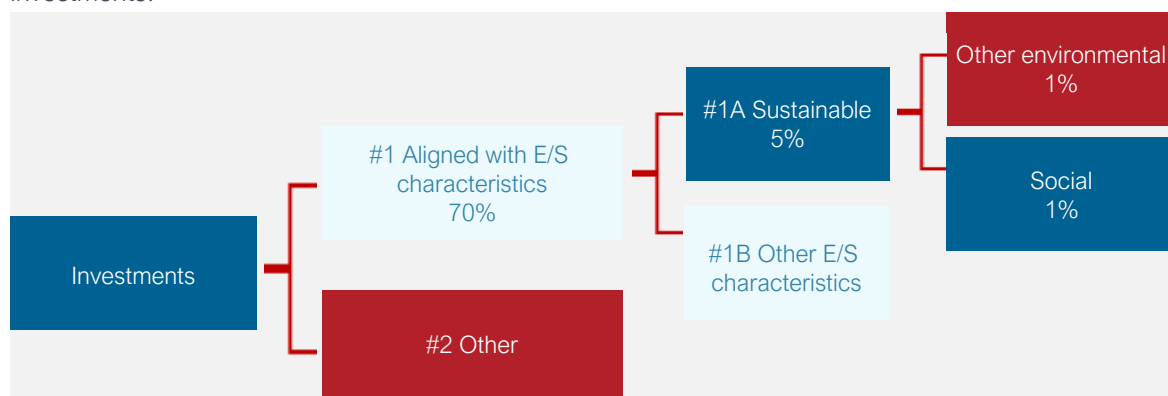 investments.
Other environmental
1%
#1A Sustainable
5%
#1 Aligned with E/S
characteristics
70%
Social
1%
#1B Other E/S
characteristics
Investments
#2 Other